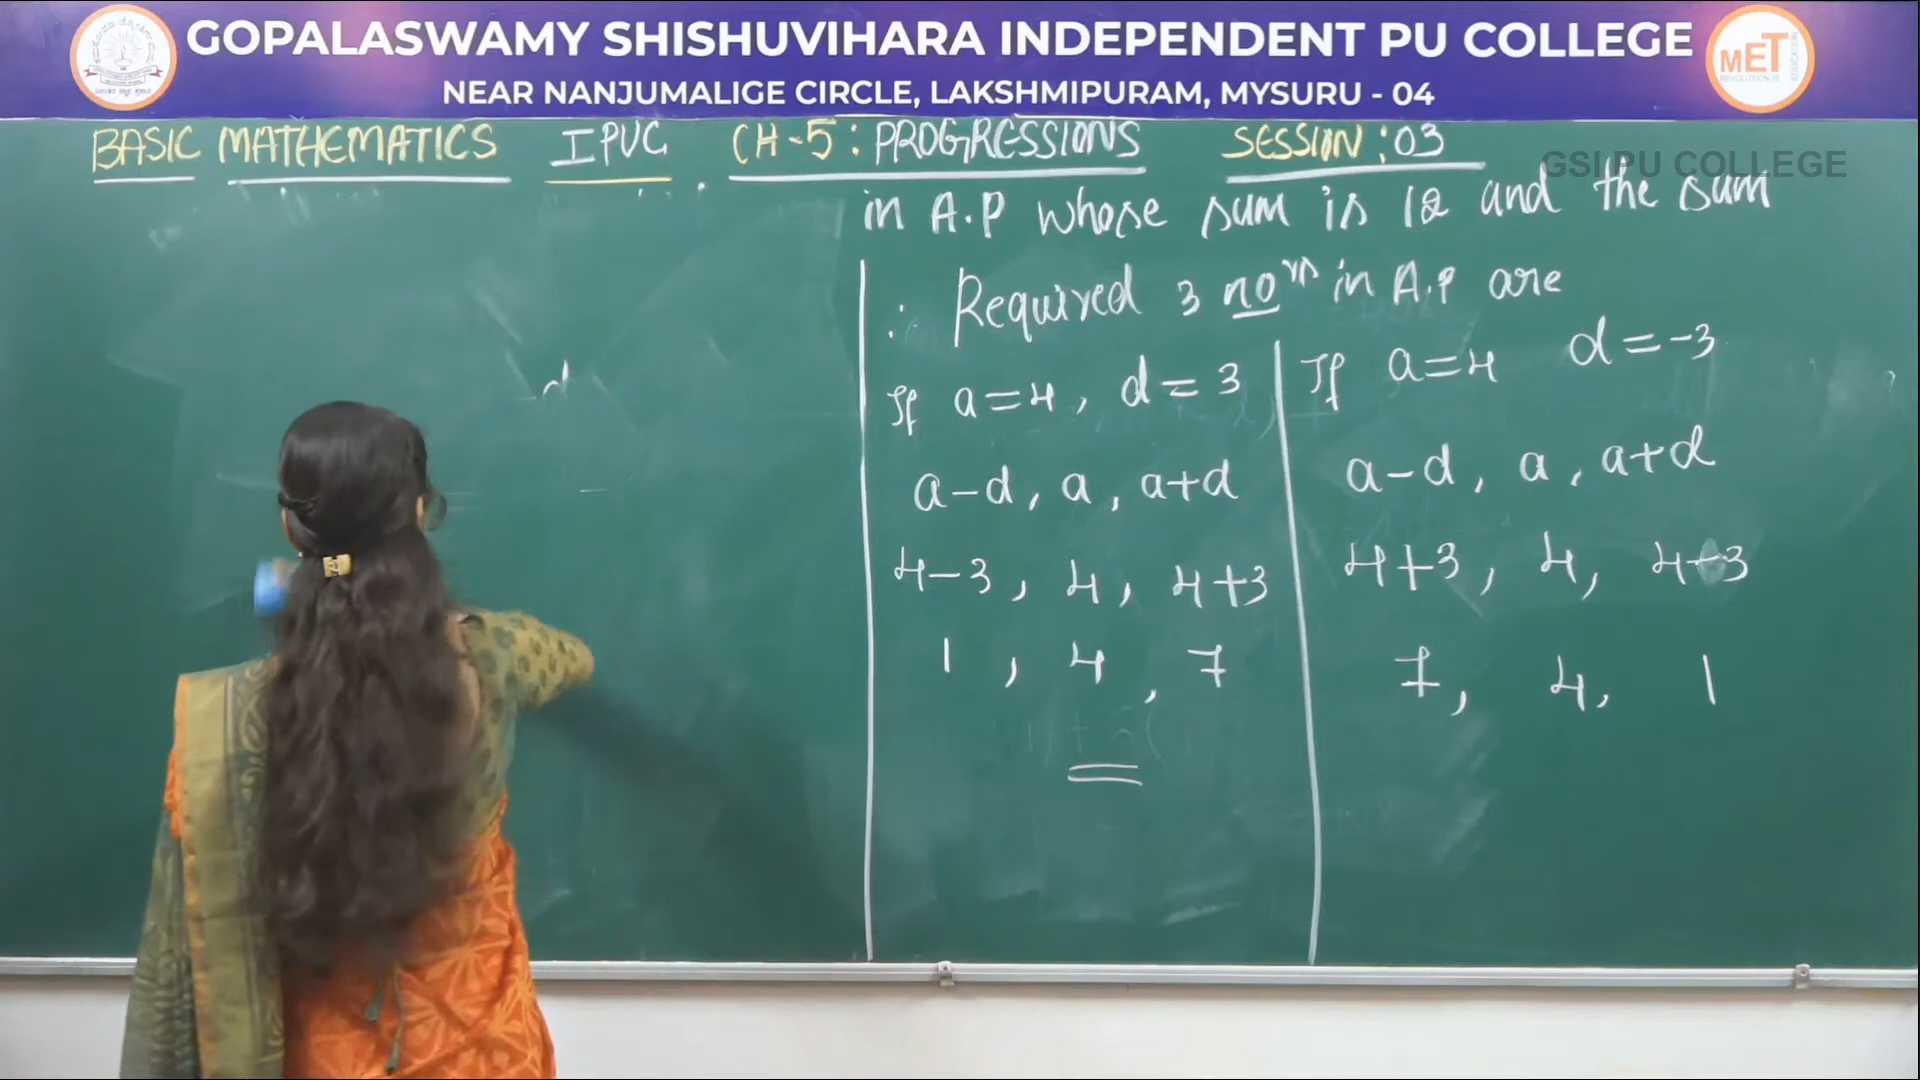 GOPALASWAMY SHISHUVIHARA INDEPENDENT PU COLLEGE
NEAR NANJUMALIGE CIRCLE, LAKSHMIPURAM, MYSURU - 04
MET
BASIC MATHEMATICS I PUC CH-5: PROGRESSIONS SESSION: 03
GSI PU COLLEGE
in A.P whose sum is 12 and the sum
∴ Required 3 no^rs in A.P are
If a=4, d=3
a-d, a, a+d
4-3, 4, 4+3
1, 4, 7
If a=4 d=-3
a-d, a, a+d
4+3, 4, 4-3
7, 4, 1